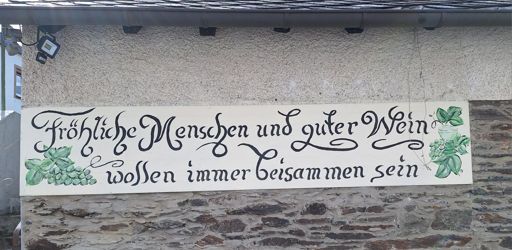 Fröhliche Menschen und guter Wein
wollen immer beisammen sein